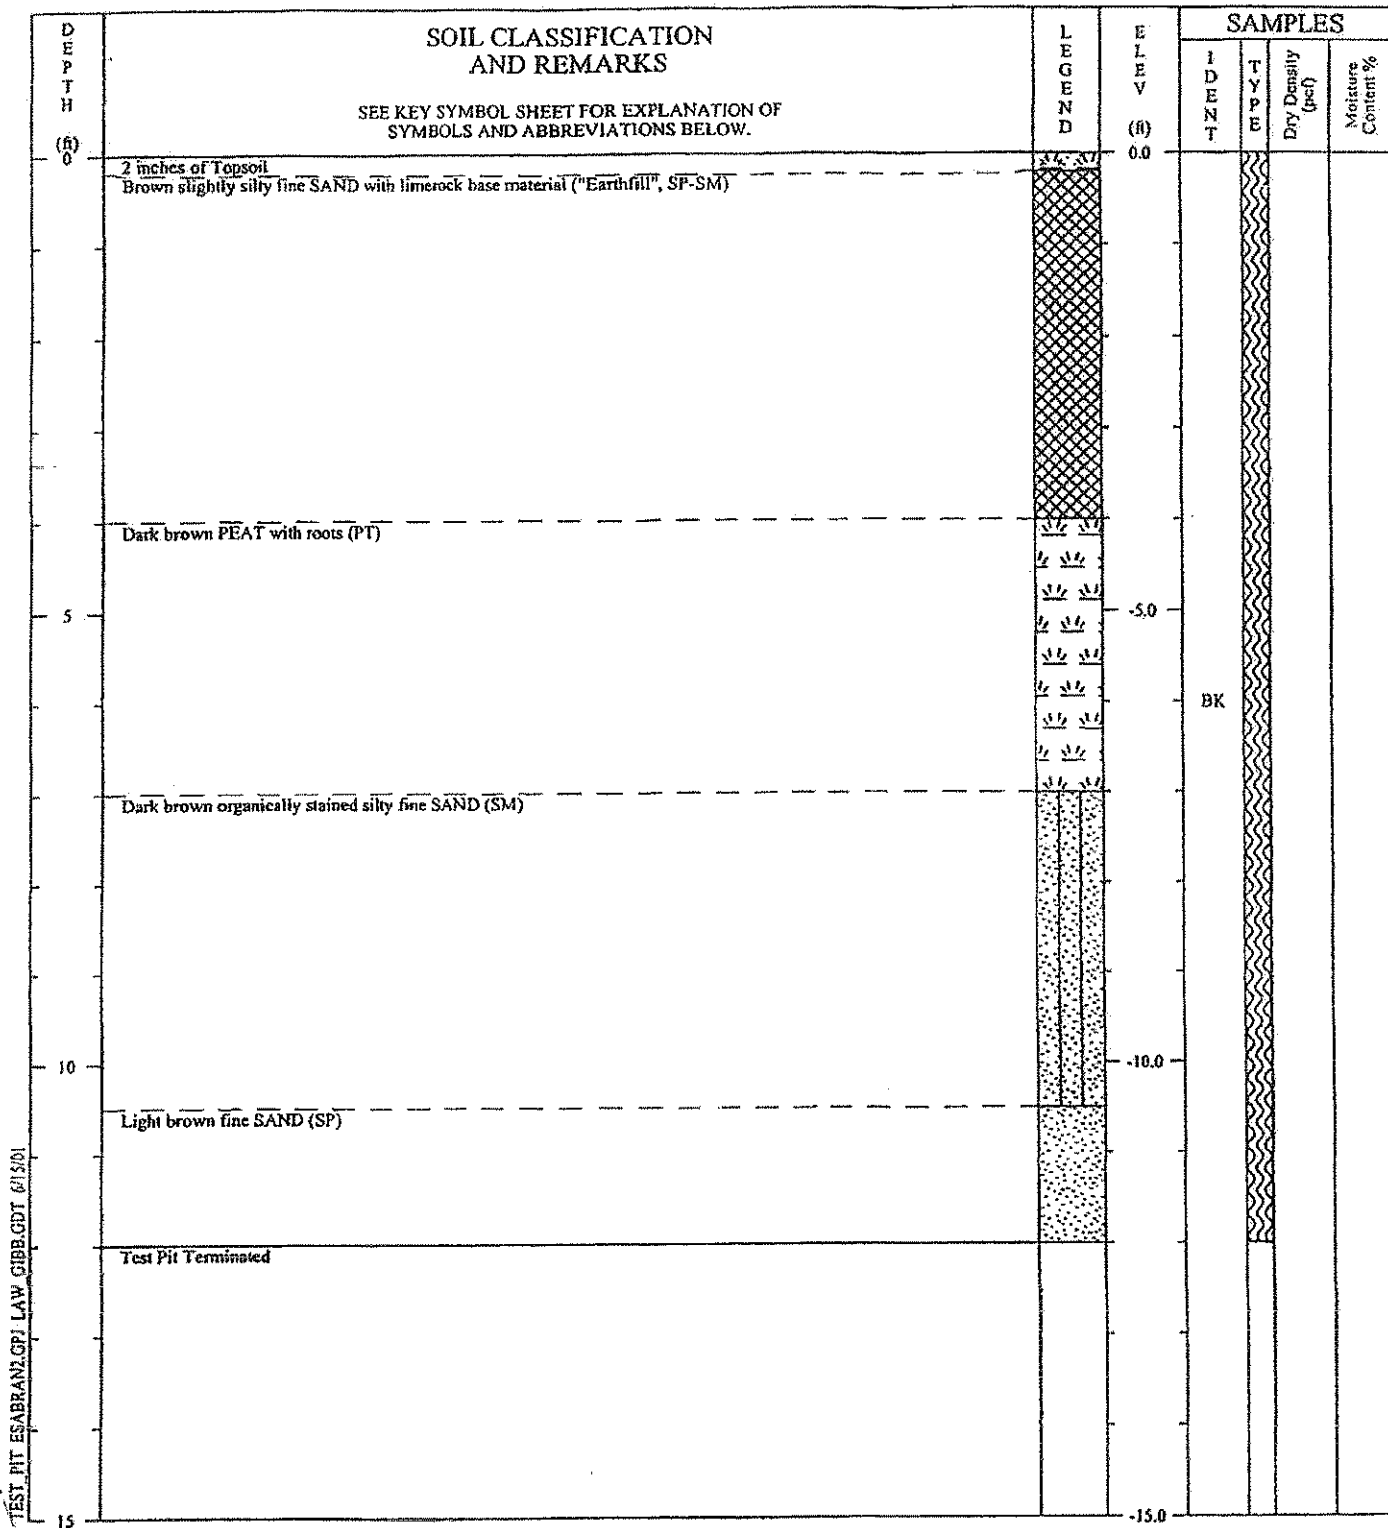 DEPTH
(ft)
SOIL CLASSIFICATION
AND REMARKS
SEE KEY SYMBOL SHEET FOR EXPLANATION OF
SYMBOLS AND ABBREVIATIONS BELOW.
LEGEND
ELEV
(ft)
SAMPLES
IDENT
TYPE
Dry Density
(pcf)
Moisture
Content %
0
2 inches of Topsoil
Brown slightly silty fine SAND with limerock base material ("Earthfill", SP-SM)
0.0
Dark brown PEAT with roots (PT)
5
-5.0
BK
Dark brown organically stained silty fine SAND (SM)
10
-10.0
Light brown fine SAND (SP)
Test Pit Terminated
15
-15.0
TEST_PIT ESABRAN2.GPJ LAW_GIBB.GDT 6/15/01